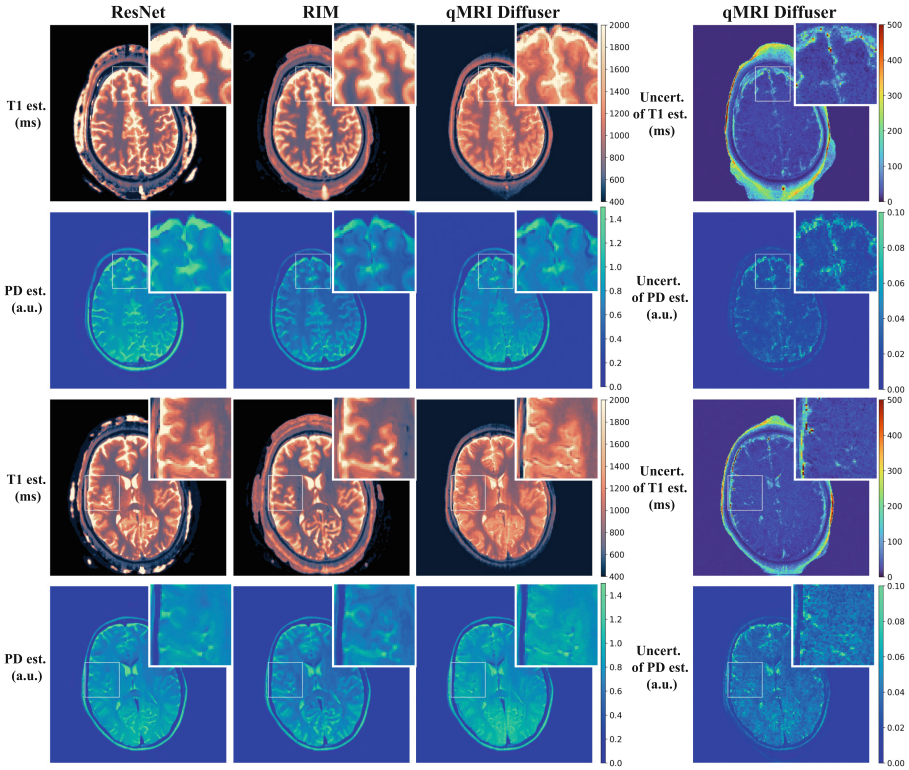 ResNet RIM qMRI Diffuser qMRI Diffuser
T1 est.
(ms)
2000
1800
1600
1400
1200
1000
800
600
400
Uncert.
of T1 est.
(ms)
500
400
300
200
100
0
PD est.
(a.u.)
1.4
1.2
1.0
0.8
0.6
0.4
0.2
0.0
Uncert.
of PD est.
(a.u.)
0.10
0.08
0.06
0.04
0.02
0.00
T1 est.
(ms)
2000
1800
1600
1400
1200
1000
800
600
400
Uncert.
of T1 est.
(ms)
500
400
300
200
100
0
PD est.
(a.u.)
1.4
1.2
1.0
0.8
0.6
0.4
0.2
0.0
Uncert.
of PD est.
(a.u.)
0.10
0.08
0.06
0.04
0.02
0.00